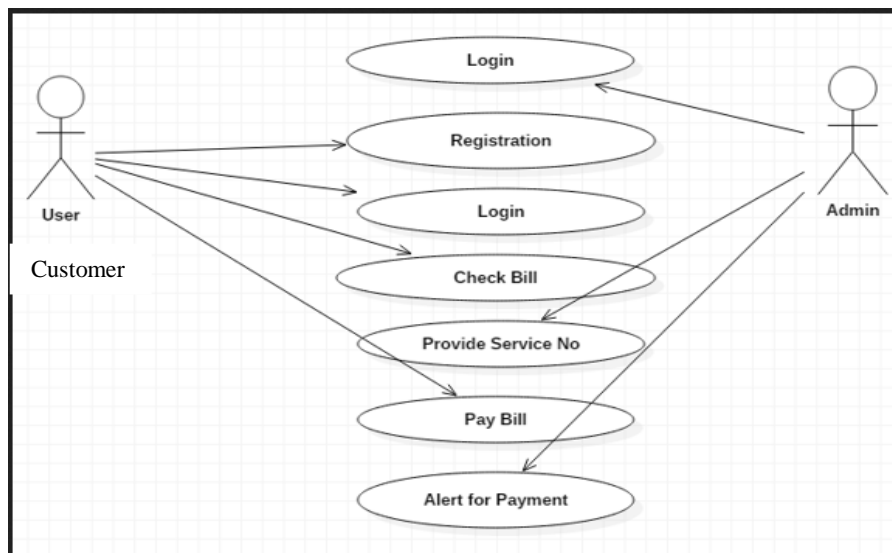 Login
Registration
User
Login
Admin
Customer
Check Bill
Provide Service No
Pay Bill
Alert for Payment